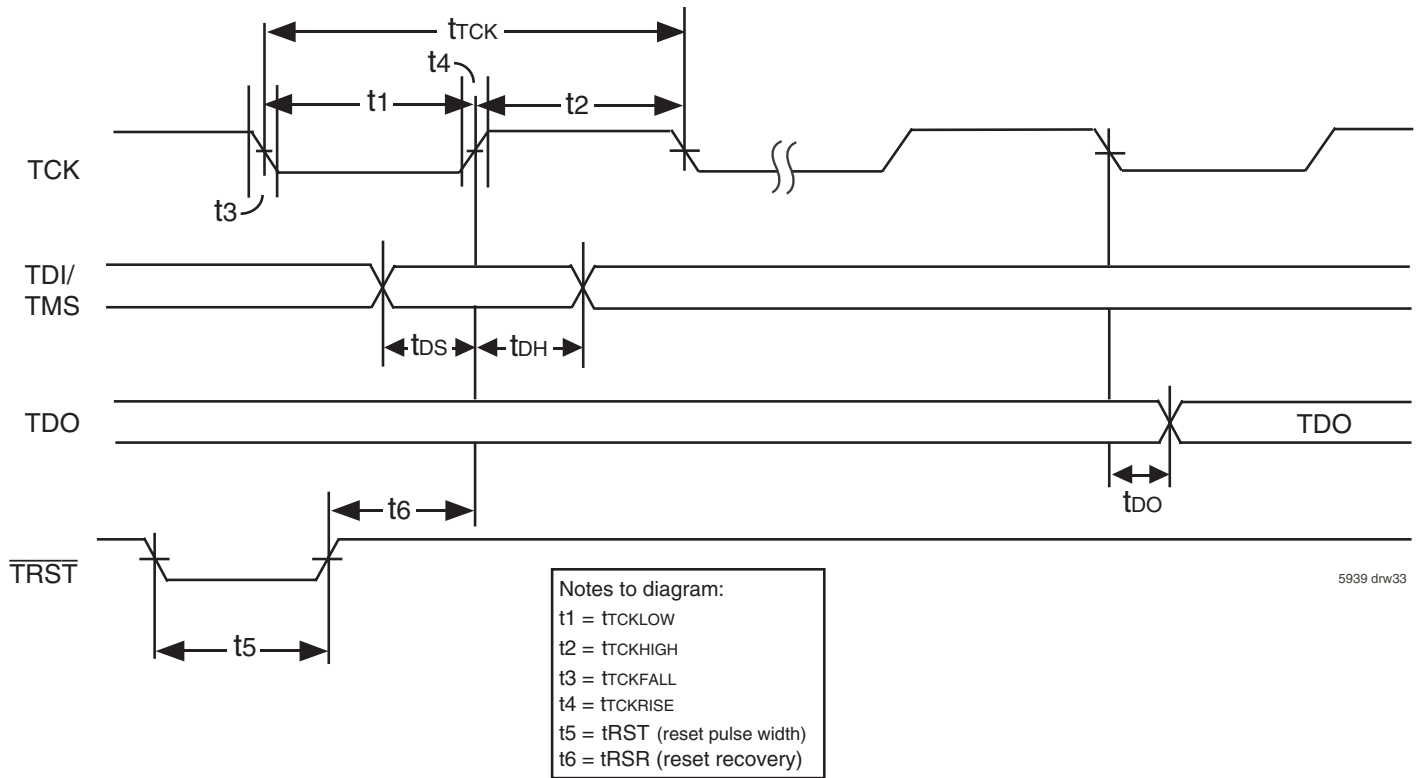 tTCK
t4
t1
t2
TCK
t3
TDI/
TMS
tDS
tDH
TDO
TDO
tDO
t6
TRST
5939 drw33
t5
Notes to diagram:
t1 = tTCKLOW
t2 = tTCKHIGH
t3 = tTCKFALL
t4 = tTCKRISE
t5 = tRST (reset pulse width)
t6 = tRSR (reset recovery)